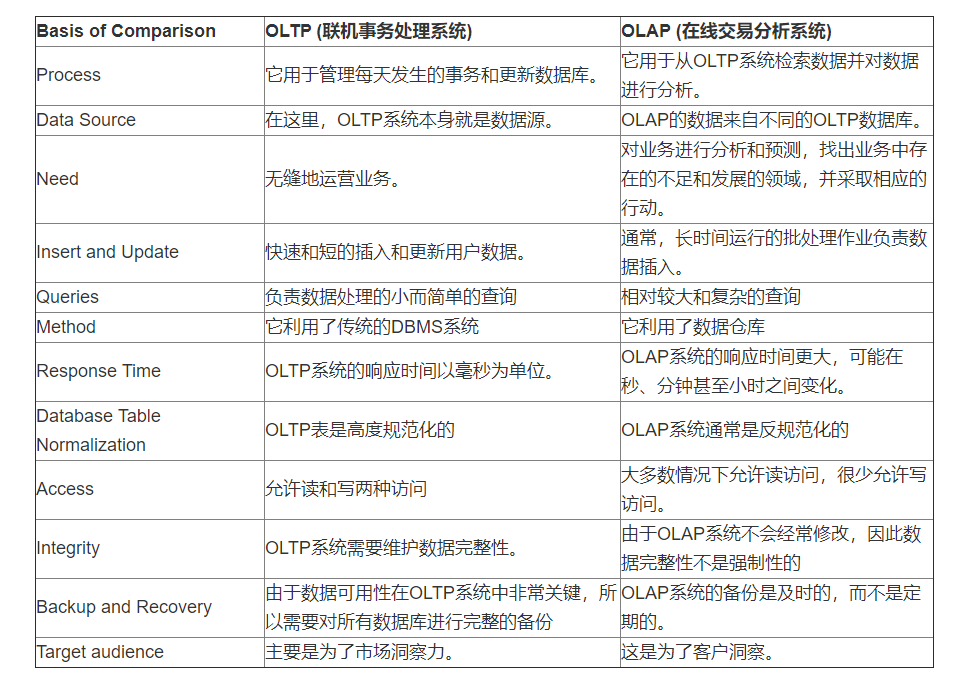 Basis of Comparison
OLTP (联机事务处理系统)
OLAP (在线交易分析系统)
Process
它用于管理每天发生的事务和更新数据库。
它用于从OLTP系统检索数据并对数据
进行分析。
Data Source
在这里，OLTP系统本身就是数据源。
OLAP的数据来自不同的OLTP数据库。
Need
无缝地运营业务。
对业务进行分析和预测，找出业务中存
在的不足和发展的领域，并采取相应的
行动。
Insert and Update
快速和短的插入和更新用户数据。
通常，长时间运行的批处理作业负责数
据插入。
Queries
负责数据处理的小而简单的查询
相对较大和复杂的查询
Method
它利用了传统的DBMS系统
它利用了数据仓库
Response Time
OLTP系统的响应时间以毫秒为单位。
OLAP系统的响应时间更大，可能在
秒、分钟甚至小时之间变化。
Database Table
Normalization
OLTP表是高度规范化的
OLAP系统通常是反规范化的
Access
允许读和写两种访问
大多数情况下允许读访问，很少允许写
访问。
Integrity
OLTP系统需要维护数据完整性。
由于OLAP系统不会经常修改，因此数
据完整性不是强制性的
Backup and Recovery
由于数据可用性在OLTP系统中非常关键，所
以需要对所有数据库进行完整的备份
OLAP系统的备份是及时的，而不是定
期的。
Target audience
主要是为了市场洞察力。
这是为了客户洞察。